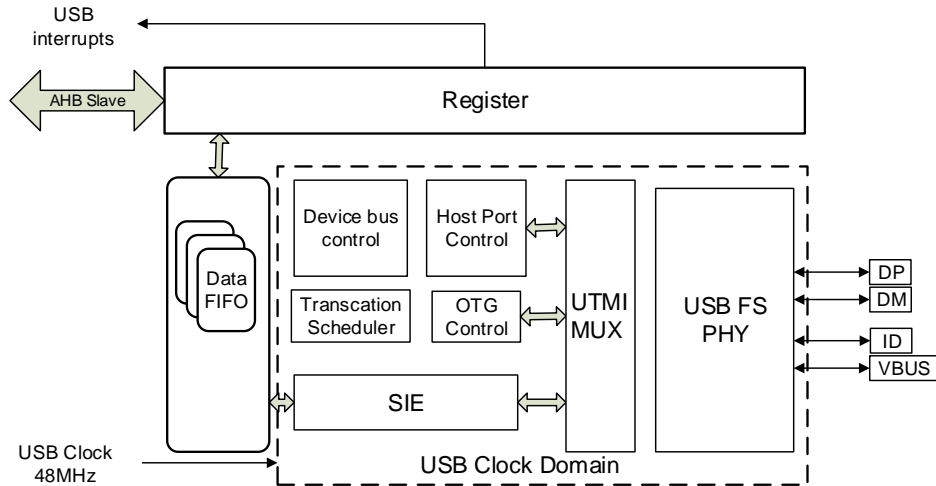 USB
interrupts
AHB Slave
Register
Device bus
control
Host Port
Control
Data
FIFO
Transcation
Scheduler
OTG
Control
UTMI
MUX
USB FS
PHY
DP
DM
ID
VBUS
SIE
USB Clock
48MHz
USB Clock Domain